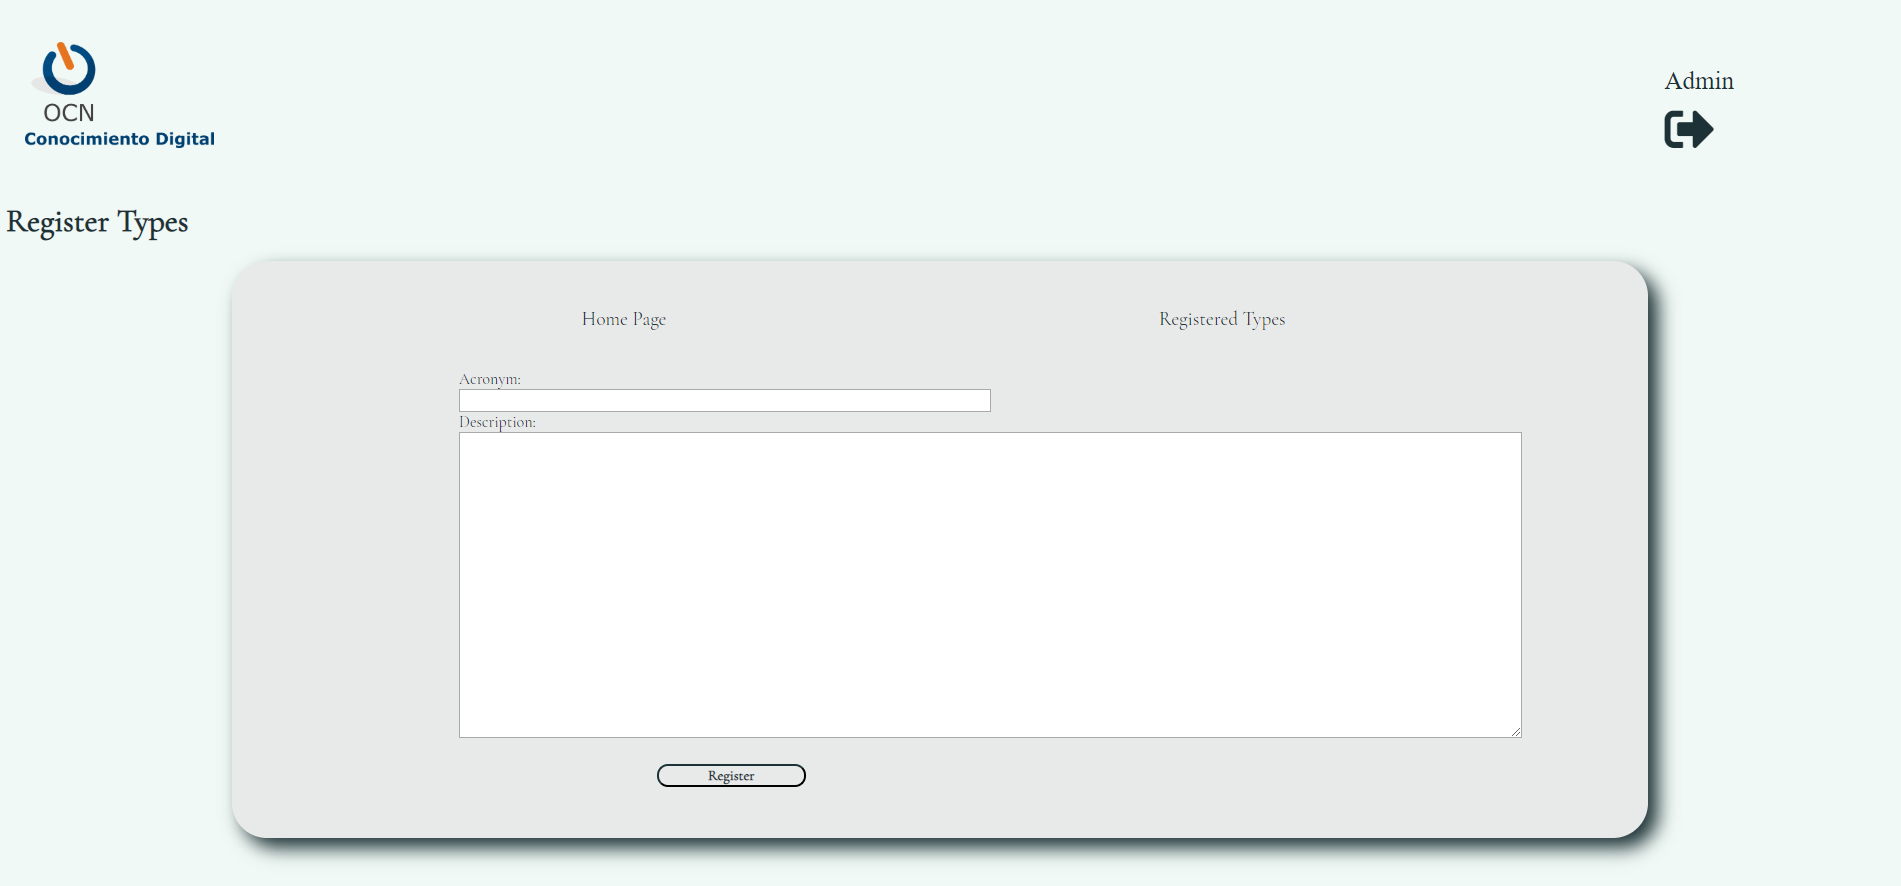 OCN
Conocimiento Digital
Admin
Register Types
Home Page
Registered Types
Acronym:
Description:
Register